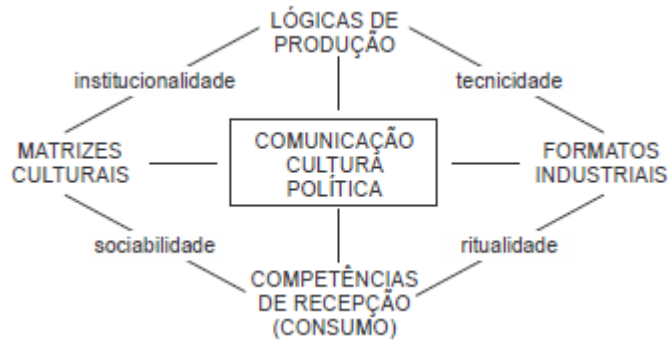 LÓGICAS DE
PRODUÇÃO
institucionalidade
tecnicidade
MATRIZES
CULTURAIS
COMUNICAÇÃO
CULTURA
POLÍTICA
FORMATOS
INDUSTRIAIS
sociabilidade
ritualidade
COMPETÊNCIAS
DE RECEPÇÃO
(CONSUMO)